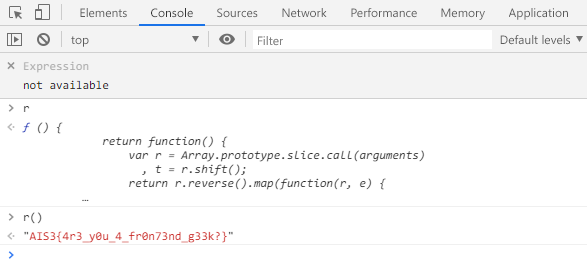 Elements Console Sources Network Performance Memory Application
top Filter Default levels
Expression
not available
r
ƒ () {
return function() {
var r = Array.prototype.slice.call(arguments)
, t = r.shift();
return r.reverse().map(function(r, e) {
…
r()
"AIS3{4r3_y0u_4_fr0n73nd_g33k?}"